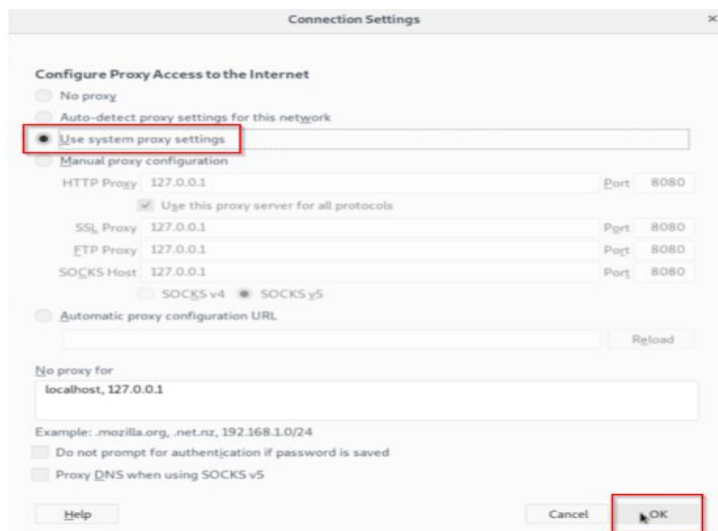 Connection Settings ×
Configure Proxy Access to the Internet
No proxy
Auto-detect proxy settings for this network
Use system proxy settings
Manual proxy configuration
HTTP Proxy 127.0.0.1 Port 8080
Use this proxy server for all protocols
SSL Proxy 127.0.0.1 Port 8080
FTP Proxy 127.0.0.1 Port 8080
SOCKS Host 127.0.0.1 Port 8080
SOCKS v4 SOCKS v5
Automatic proxy configuration URL
Reload
No proxy for
localhost, 127.0.0.1
Example: .mozilla.org, .net.nz, 192.168.1.0/24
Do not prompt for authentication if password is saved
Proxy DNS when using SOCKS v5
Help Cancel OK